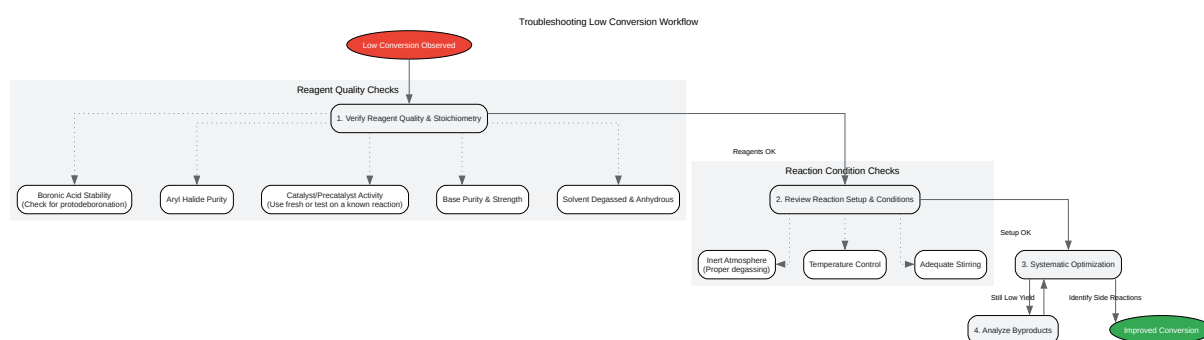 Troubleshooting Low Conversion Workflow
Low Conversion Observed
Reagent Quality Checks
1. Verify Reagent Quality & Stoichiometry
Reagents OK
Boronic Acid Stability
(Check for protodeboronation)
Aryl Halide Purity
Catalyst/Precatalyst Activity
(Use fresh or test on a known reaction)
Base Purity & Strength
Solvent Degassed & Anhydrous
Reaction Condition Checks
2. Review Reaction Setup & Conditions
Setup OK
Inert Atmosphere
(Proper degassing)
Temperature Control
Adequate Stirring
3. Systematic Optimization
Still Low Yield
Identify Side Reactions
4. Analyze Byproducts
Improved Conversion